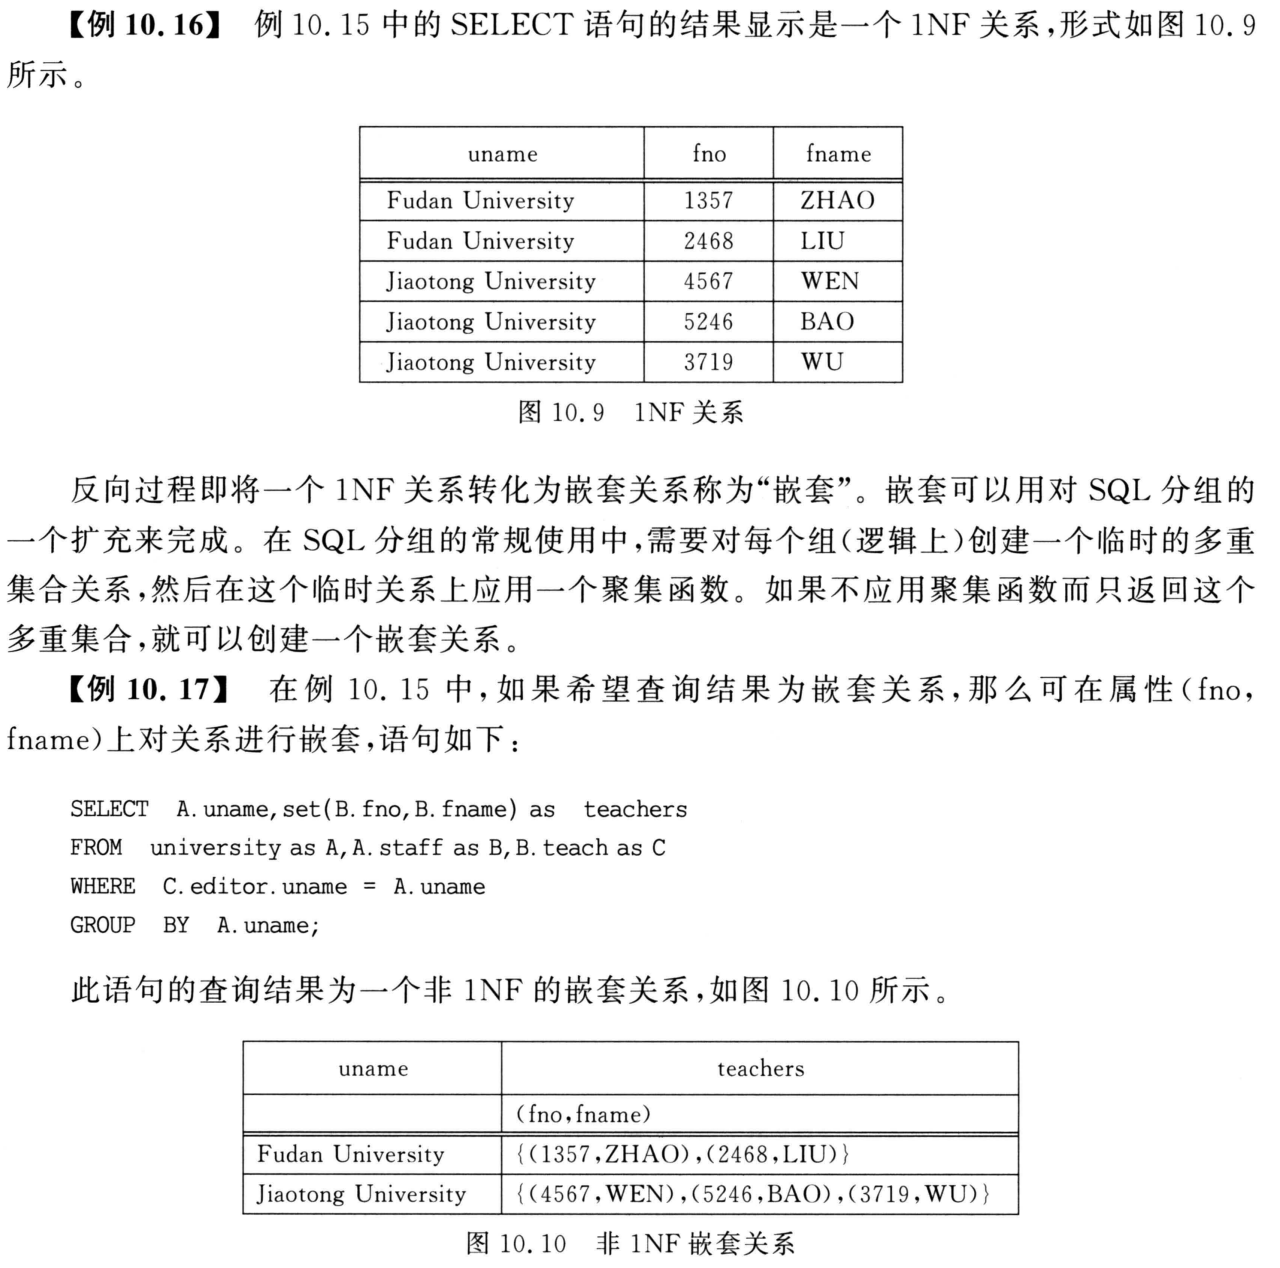 【例 10.16】 例 10.15 中的 SELECT 语句的结果显示是一个 1NF 关系,形式如图 10.9
所示。
uname fno fname
Fudan University 1357 ZHAO
Fudan University 2468 LIU
Jiaotong University 4567 WEN
Jiaotong University 5246 BAO
Jiaotong University 3719 WU
图 10.9 1NF 关系
反向过程即将一个 1NF 关系转化为嵌套关系称为“嵌套”。嵌套可以用对 SQL 分组的
一个扩充来完成。在 SQL 分组的常规使用中,需要对每个组(逻辑上)创建一个临时的多重
集合关系,然后在这个临时关系上应用一个聚集函数。如果不应用聚集函数而只返回这个
多重集合,就可以创建一个嵌套关系。
【例 10.17】 在例 10.15 中,如果希望查询结果为嵌套关系,那么可在属性(fno,
fname)上对关系进行嵌套,语句如下:
SELECT A.uname,set(B.fno,B.fname) as teachers
FROM university as A,A.staff as B,B.teach as C
WHERE C.editor.uname = A.uname
GROUP BY A.uname;
此语句的查询结果为一个非 1NF 的嵌套关系,如图 10.10 所示。
uname teachers
(fno,fname)
Fudan University {(1357,ZHAO),(2468,LIU)}
Jiaotong University {(4567,WEN),(5246,BAO),(3719,WU)}
图 10.10 非 1NF 嵌套关系